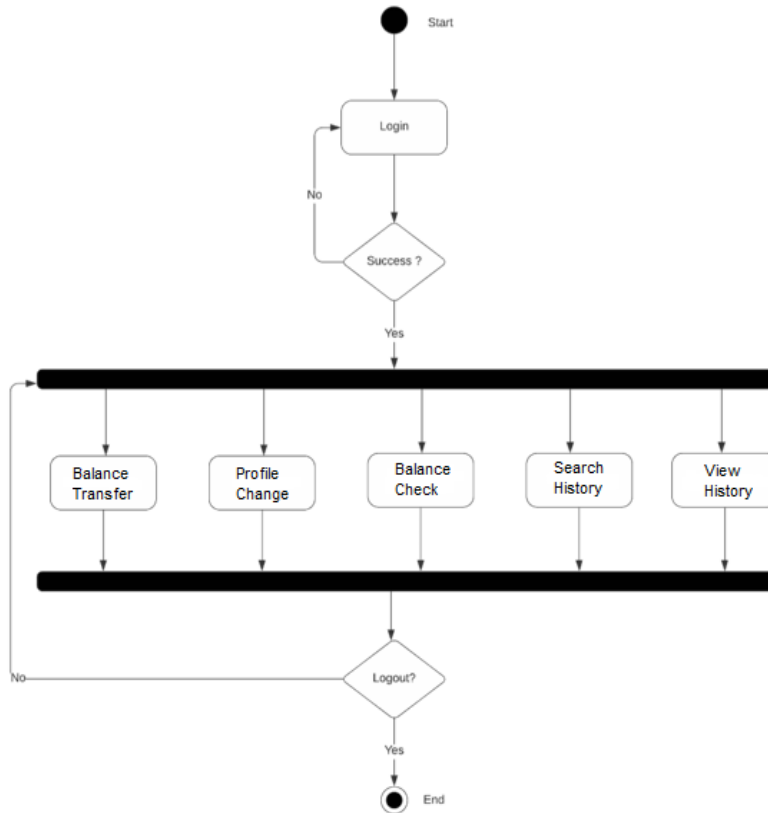 Start
Login
No
Success ?
Yes
Balance
Transfer
Profile
Change
Balance
Check
Search
History
View
History
No
Logout?
Yes
End